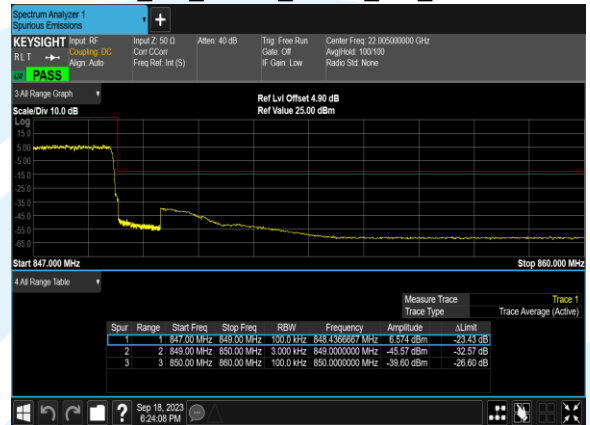 Spectrum Analyzer 1
Spurious Emissions
+
KEYSIGHT Input: RF Input Z: 50 Ω Atten: 40 dB Trig: Free Run Center Freq: 22.005000000 GHz
RLT Coupling: DC Corr CCorr Gate: Off Avg|Hold: 100/100
Align: Auto Freq Ref: Int (S) IF Gain: Low Radio Std: None
PASS
3 All Range Graph
Ref Lvl Offset 4.90 dB
Scale/Div 10.0 dB Ref Value 25.00 dBm
Log
15.0
5.00
-5.00
-15.0
-25.0
-35.0
-45.0
-55.0
-65.0
Start 847.000 MHz Stop 860.000 MHz
4 All Range Table
Measure Trace Trace 1
Trace Type Trace Average (Active)
Spur Range Start Freq Stop Freq RBW Frequency Amplitude ΔLimit
1 1 847.00 MHz 849.00 MHz 100.0 kHz 848.4366667 MHz 6.574 dBm -23.43 dB
2 2 849.00 MHz 850.00 MHz 3.000 kHz 849.0000000 MHz -45.57 dBm -32.57 dB
3 3 850.00 MHz 860.00 MHz 100.0 kHz 850.0000000 MHz -39.60 dBm -26.60 dB
? Sep 18, 2023
6:24:08 PM